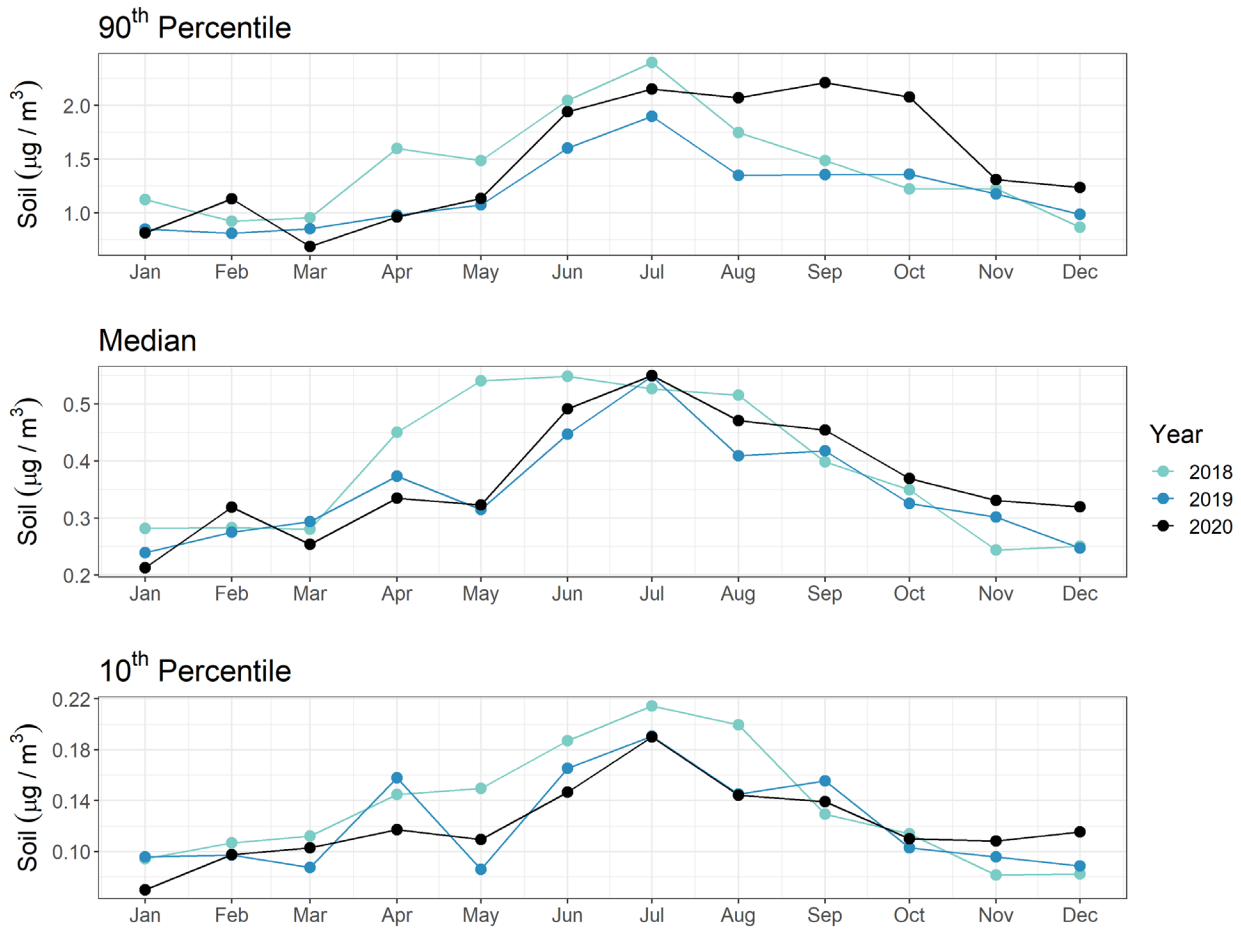 90th Percentile
Soil (µg / m3)
2.0
1.5
1.0
Jan Feb Mar Apr May Jun Jul Aug Sep Oct Nov Dec
Median
Soil (µg / m3)
0.5
0.4
0.3
0.2
Jan Feb Mar Apr May Jun Jul Aug Sep Oct Nov Dec
10th Percentile
Soil (µg / m3)
0.22
0.18
0.14
0.10
Jan Feb Mar Apr May Jun Jul Aug Sep Oct Nov Dec
Year
2018
2019
2020